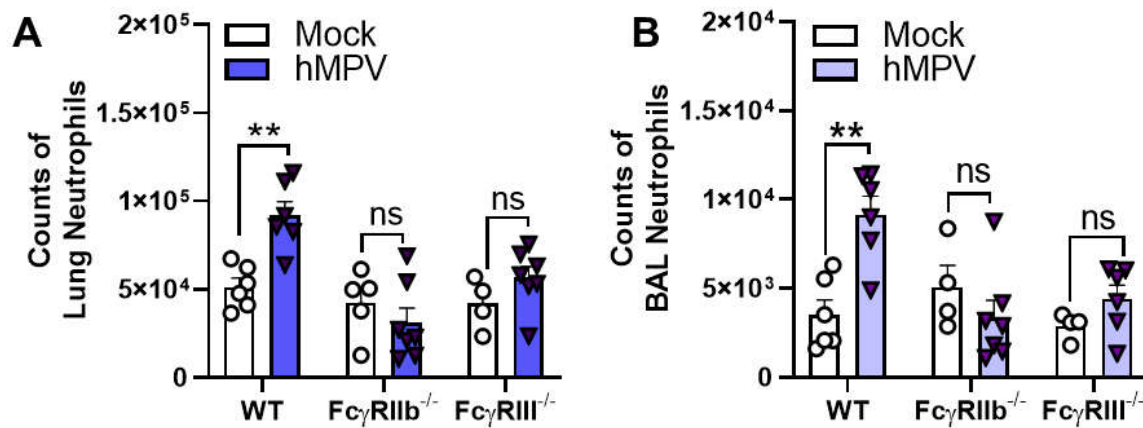 A
Mock
hMPV
Counts of
Lung Neutrophils
2×10⁵
1.5×10⁵
1×10⁵
5×10⁴
0
**
ns
ns
WT
FcγRIIb⁻/⁻
FcγRIII⁻/⁻
B
Mock
hMPV
Counts of
BAL Neutrophils
2×10⁴
1.5×10⁴
1×10⁴
5×10³
0
**
ns
ns
WT
FcγRIIb⁻/⁻
FcγRIII⁻/⁻